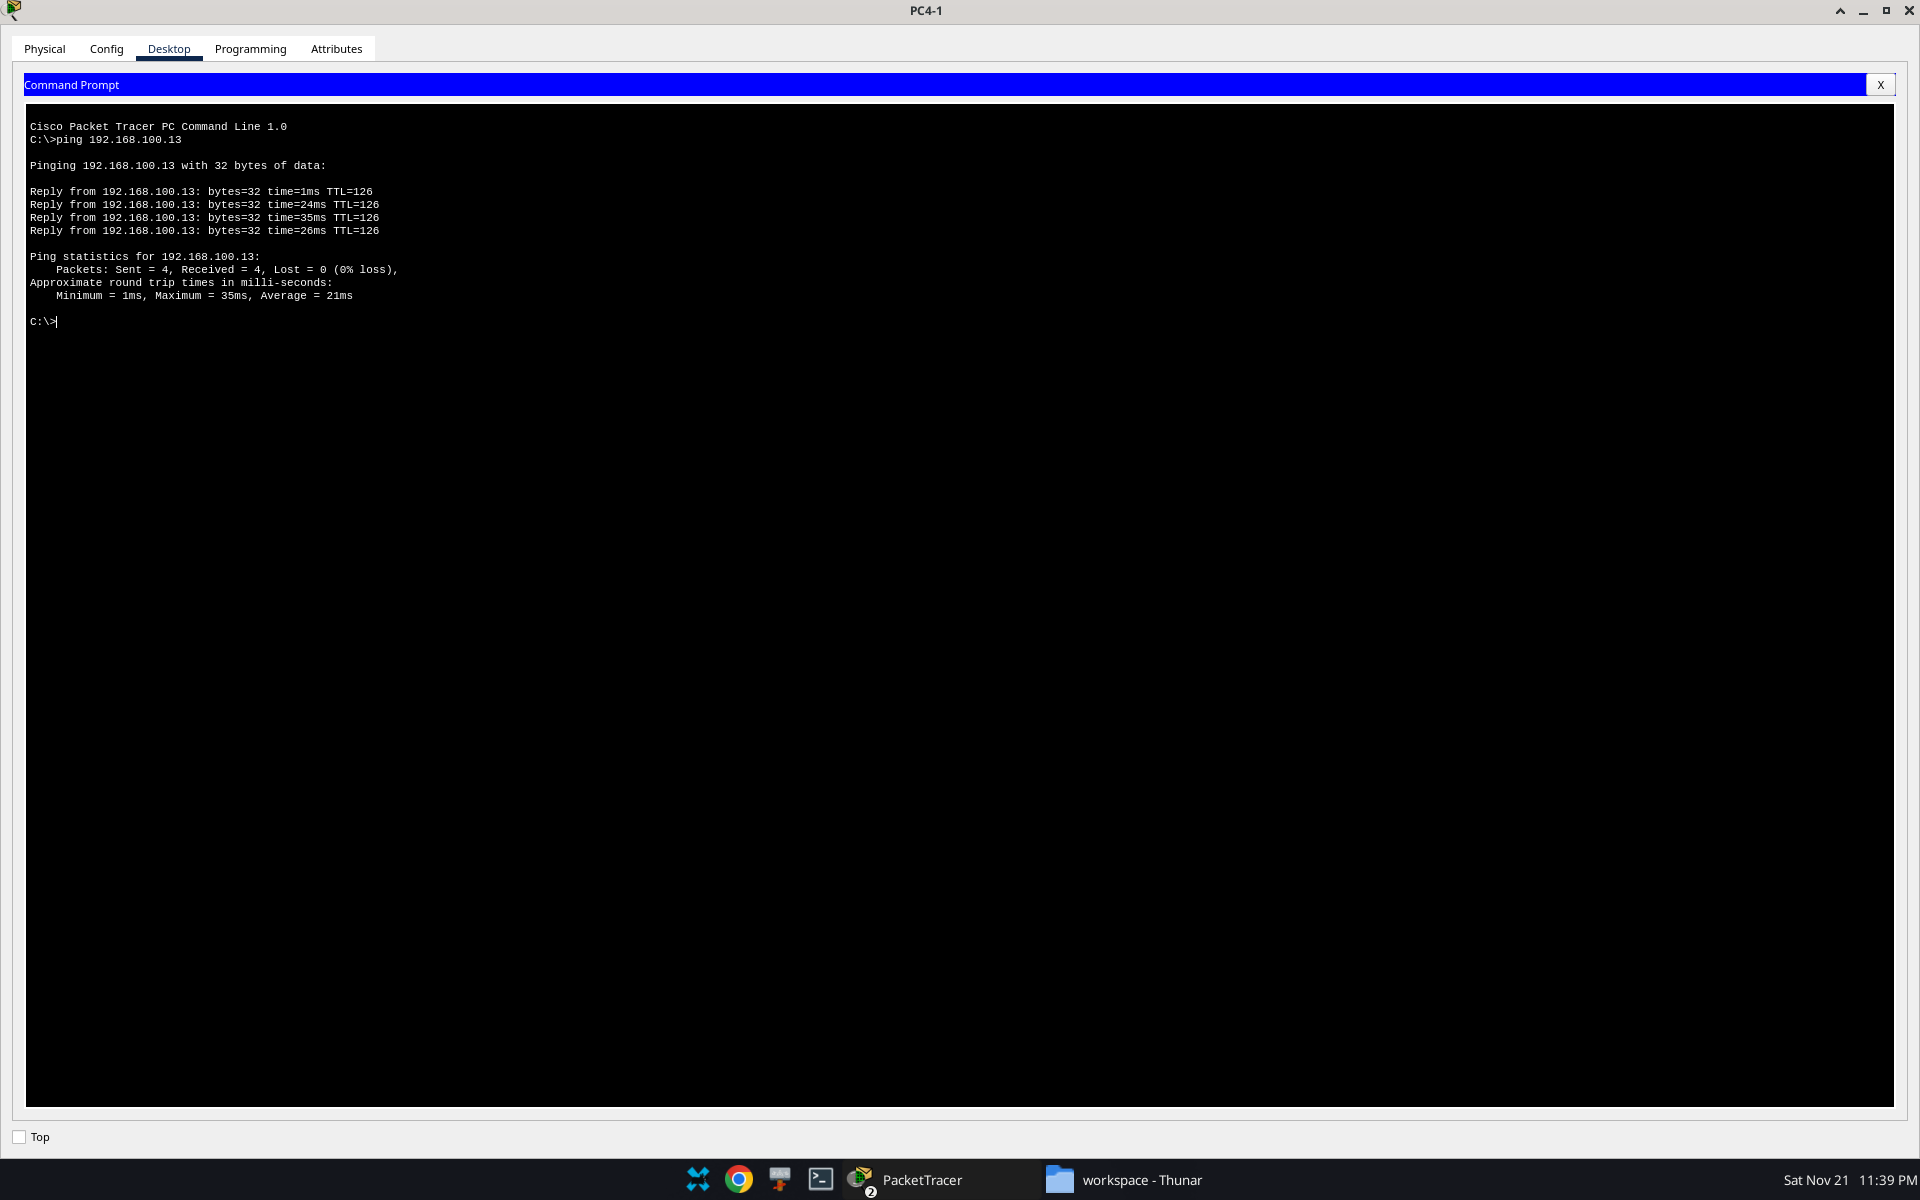 PC4-1
Physical Config Desktop Programming Attributes
Command Prompt X
Cisco Packet Tracer PC Command Line 1.0
C:\>ping 192.168.100.13
Pinging 192.168.100.13 with 32 bytes of data:
Reply from 192.168.100.13: bytes=32 time=1ms TTL=126
Reply from 192.168.100.13: bytes=32 time=24ms TTL=126
Reply from 192.168.100.13: bytes=32 time=35ms TTL=126
Reply from 192.168.100.13: bytes=32 time=26ms TTL=126
Ping statistics for 192.168.100.13:
Packets: Sent = 4, Received = 4, Lost = 0 (0% loss),
Approximate round trip times in milli-seconds:
Minimum = 1ms, Maximum = 35ms, Average = 21ms
C:\>
Top
2 PacketTracer workspace - Thunar Sat Nov 21 11:39 PM